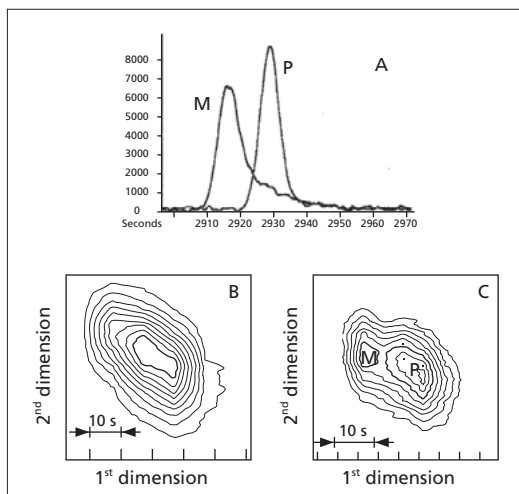 8000
7000
6000
5000
4000
3000
2000
1000
0
M
P
A
Seconds 2910 2920 2930 2940 2950 2960 2970
B
2nd dimension
10 s
1st dimension
C
M
P
2nd dimension
10 s
1st dimension